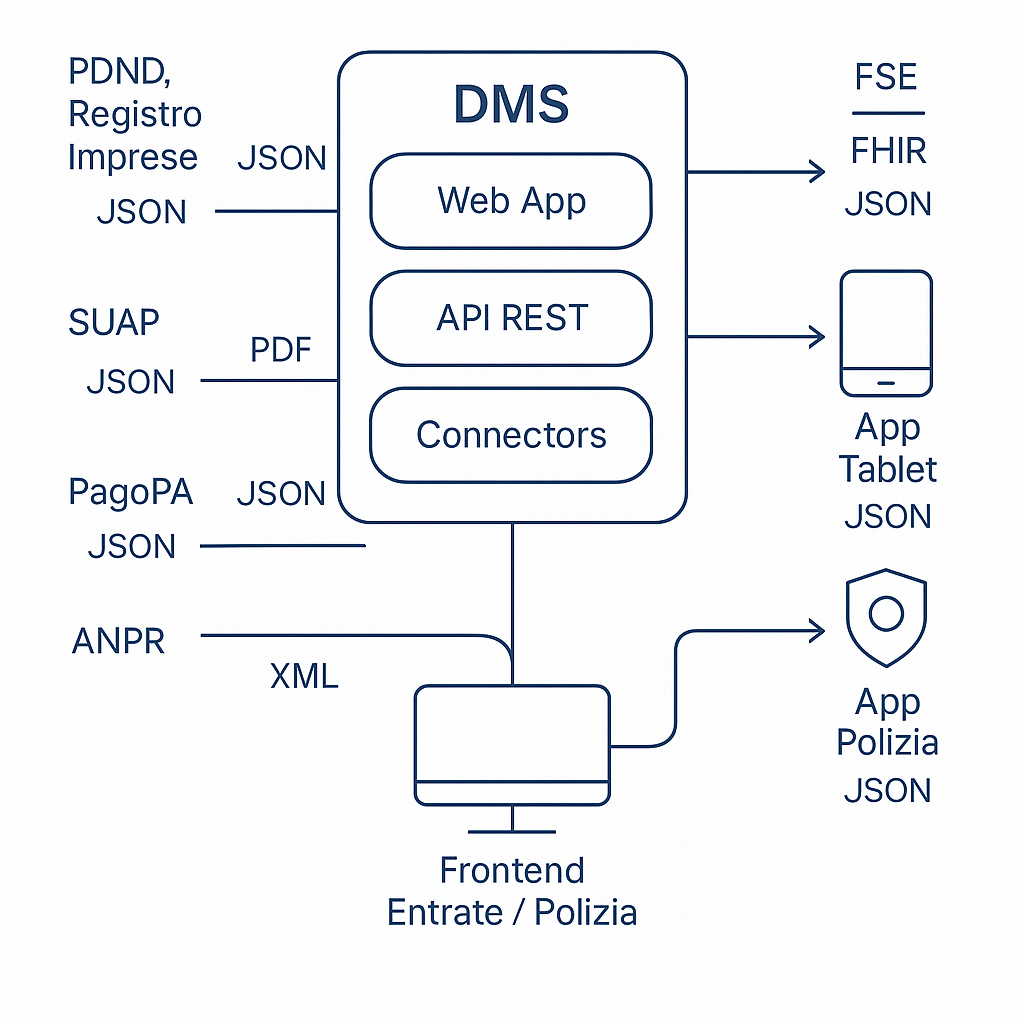 PDND,
Registro
Imprese
JSON
JSON
SUAP
PDF
JSON
PagoPA
JSON
JSON
ANPR
XML
DMS
Web App
API REST
Connectors
Frontend
Entrate / Polizia
FSE
FHIR
JSON
App
Tablet
JSON
App
Polizia
JSON